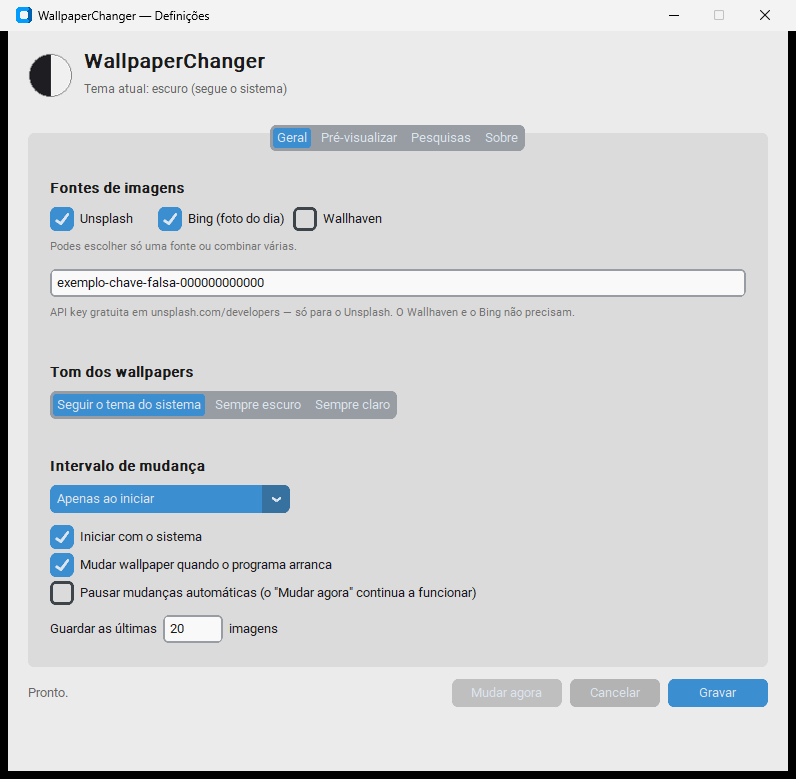 WallpaperChanger — Definições
WallpaperChanger
Tema atual: escuro (segue o sistema)
Geral Pré-visualizar Pesquisas Sobre
Fontes de imagens
Unsplash Bing (foto do dia) Wallhaven
Podes escolher só uma fonte ou combinar várias.
exemplo-chave-falsa-000000000000
API key gratuita em unsplash.com/developers — só para o Unsplash. O Wallhaven e o Bing não precisam.
Tom dos wallpapers
Seguir o tema do sistema Sempre escuro Sempre claro
Intervalo de mudança
Apenas ao iniciar
Iniciar com o sistema
Mudar wallpaper quando o programa arranca
Pausar mudanças automáticas (o "Mudar agora" continua a funcionar)
Guardar as últimas 20 imagens
Pronto. Mudar agora Cancelar Gravar